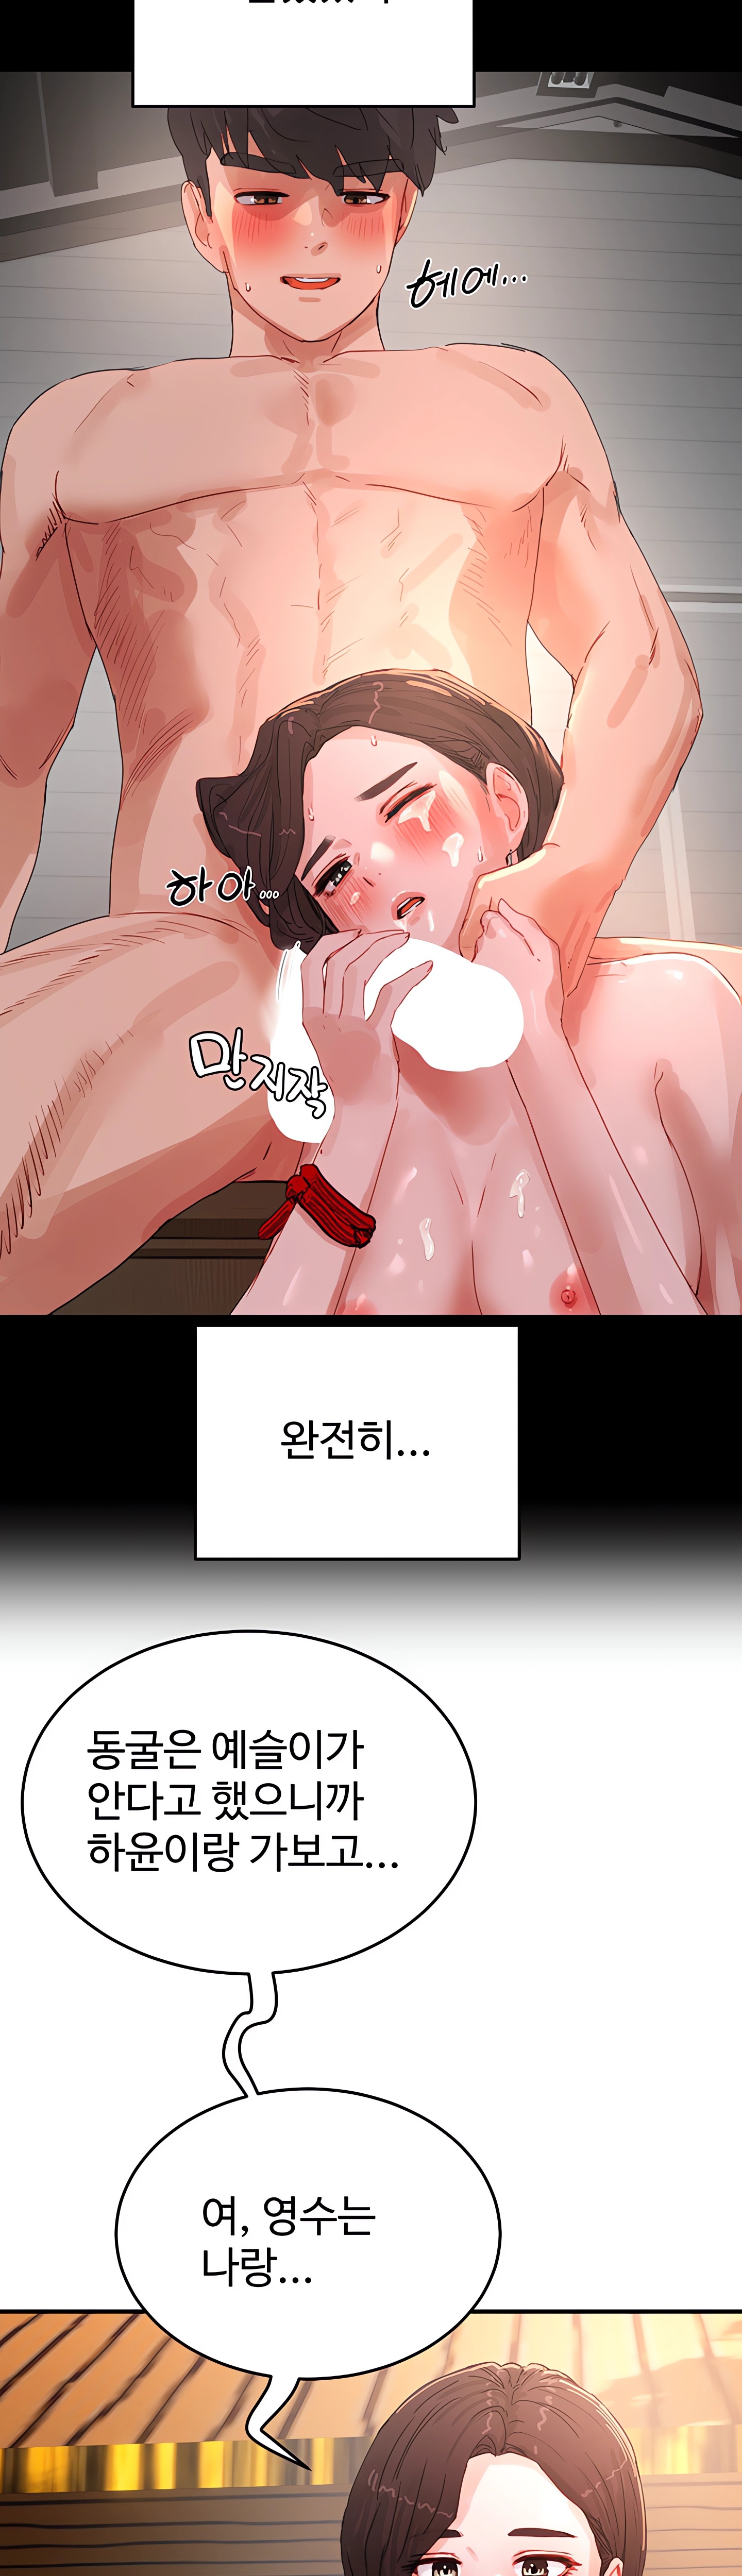 헤에...
하아...
만지작
완전히...
동굴은 예슬이가
안다고 했으니까
하윤이랑 가보고...
여, 영수는
나랑...